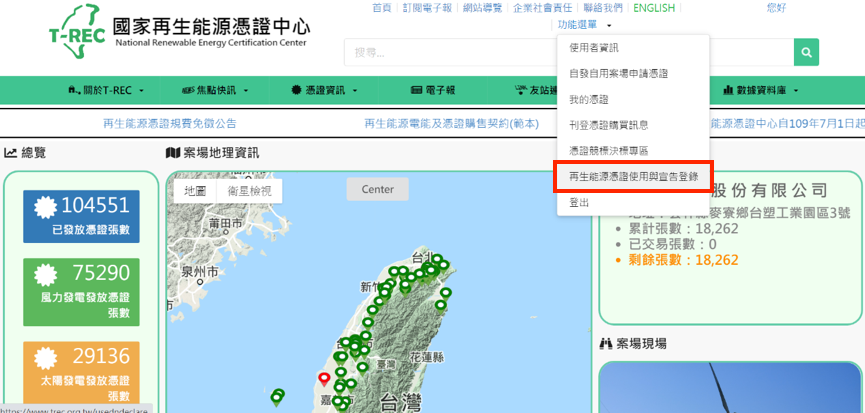 首頁 訂閱電子報 網站導覽 企業社會責任 聯絡我們 ENGLISH 您好
功能選單
T-REC 國家再生能源憑證中心
National Renewable Energy Certification Center
搜尋...
使用者資訊
自發自用案場申請憑證
我的憑證
刊登憑證購買訊息
憑證競標決標專區
再生能源憑證使用與宣告登錄
登出
關於T-REC 焦點快訊 憑證資訊 電子報 友站連 數據資料庫
再生能源憑證規費免徵公告 再生能源電能及憑證購售契約(範本) 能源憑證中心自109年7月1日起
總覽
104551
已發放憑證張數
75290
風力發電發放憑證
張數
29136
太陽發電發放憑證
張數
案場地理資訊
地圖 衛星檢視 Center
福州市
莆田市
泉州市
台北
新竹
花蓮縣
臺灣
嘉
台灣
股份有限公司
麥寮鄉台塑工業園區3號
累計張數：18,262
已交易張數：0
剩餘張數：18,262
案場現場
https://www.trec.org.tw/usedndeclare